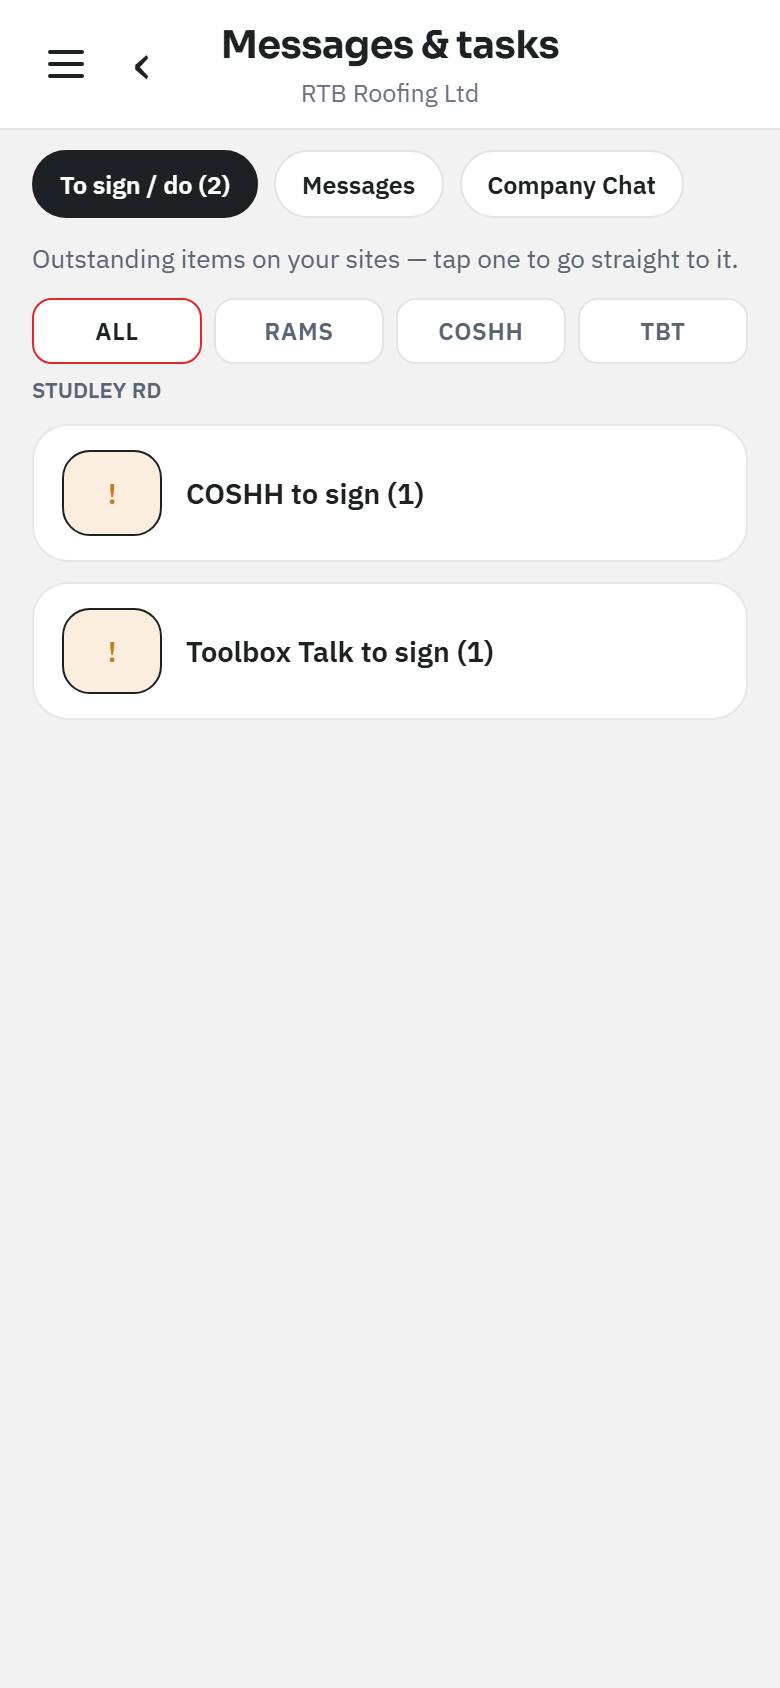 Messages & tasks
RTB Roofing Ltd
To sign / do (2)
Messages
Company Chat
Outstanding items on your sites — tap one to go straight to it.
ALL
RAMS
COSHH
TBT
STUDLEY RD
!
COSHH to sign (1)
!
Toolbox Talk to sign (1)